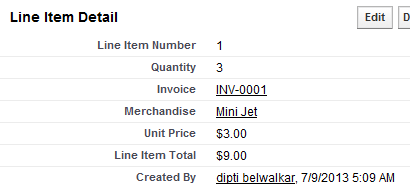 Line Item Detail Edit D
Line Item Number 1
Quantity 3
Invoice INV-0001
Merchandise Mini Jet
Unit Price $3.00
Line Item Total $9.00
Created By dipti belwalkar, 7/9/2013 5:09 AM